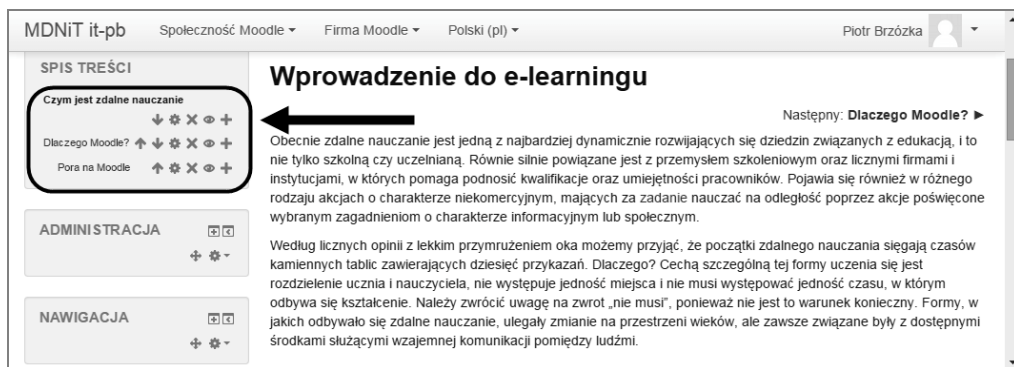 MDNiT it-pb Społeczność Moodle Firma Moodle Polski (pl) Piotr Brzózka
SPIS TREŚCI
Czym jest zdalne nauczanie
Dlaczego Moodle?
Pora na Moodle
ADMINISTRACJA
NAWIGACJA
Wprowadzenie do e-learningu
Następny: Dlaczego Moodle? ►
Obecnie zdalne nauczanie jest jedną z najbardziej dynamicznie rozwijających się dziedzin związanych z edukacją, i to
nie tylko szkolną czy uczelnianą. Równie silnie powiązane jest z przemysłem szkoleniowym oraz licznymi firmami i
instytucjami, w których pomaga podnosić kwalifikacje oraz umiejętności pracowników. Pojawia się również w różnego
rodzaju akcjach o charakterze niekomercyjnym, mających za zadanie nauczać na odległość poprzez akcje poświęcone
wybranym zagadnieniom o charakterze informacyjnym lub społecznym.
Według licznych opinii z lekkim przymrużeniem oka możemy przyjąć, że początki zdalnego nauczania sięgają czasów
kamiennych tablic zawierających dziesięć przykazań. Dlaczego? Cechą szczególną tej formy uczenia się jest
rozdzielenie ucznia i nauczyciela, nie występuje jedność miejsca i nie musi występować jedność czasu, w którym
odbywa się kształcenie. Należy zwrócić uwagę na zwrot „nie musi”, ponieważ nie jest to warunek konieczny. Formy, w
jakich odbywało się zdalne nauczanie, ulegały zmianie na przestrzeni wieków, ale zawsze związane były z dostępnymi
środkami służącymi wzajemnej komunikacji pomiędzy ludźmi.